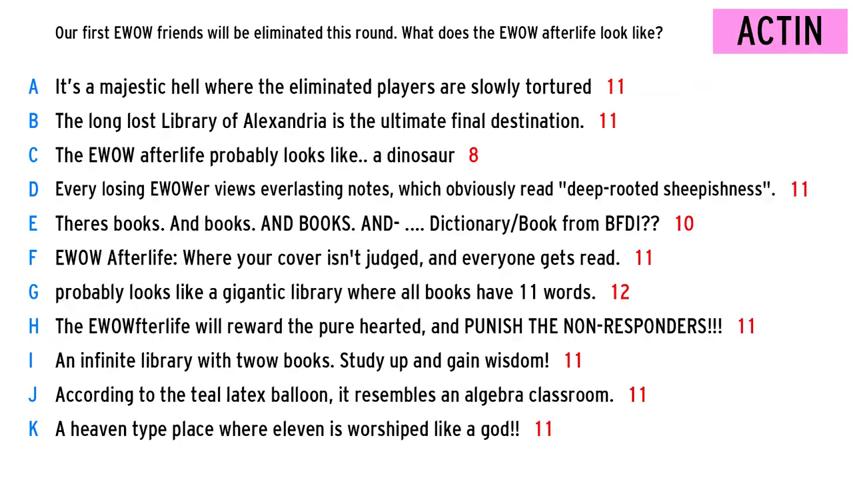 Our first EWOW friends will be eliminated this round. What does the EWOW afterlife look like?
ACTIN
A It's a majestic hell where the eliminated players are slowly tortured 11
B The long lost Library of Alexandria is the ultimate final destination. 11
C The EWOW afterlife probably looks like.. a dinosaur 8
D Every losing EWOWer views everlasting notes, which obviously read "deep-rooted sheepishness". 11
E Theres books. And books. AND BOOKS. AND- .... Dictionary/Book from BFDI?? 10
F EWOW Afterlife: Where your cover isn't judged, and everyone gets read. 11
G probably looks like a gigantic library where all books have 11 words. 12
H The EWOWfterlife will reward the pure hearted, and PUNISH THE NON-RESPONDERS!!! 11
I An infinite library with twow books. Study up and gain wisdom! 11
J According to the teal latex balloon, it resembles an algebra classroom. 11
K A heaven type place where eleven is worshiped like a god!! 11